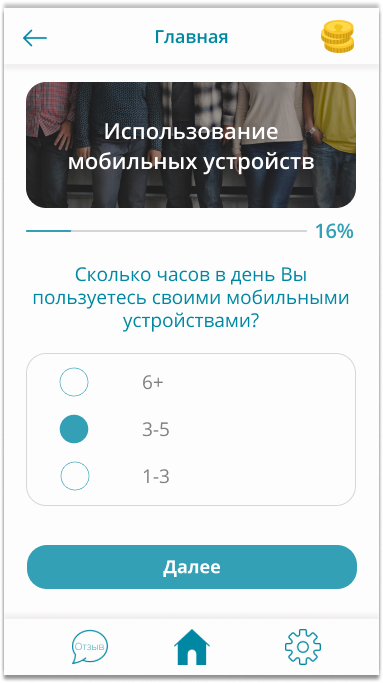 Главная
Использование
мобильных устройств
16%
Сколько часов в день Вы
пользуетесь своими мобильными
устройствами?
6+
3-5
1-3
Далее
Отзыв